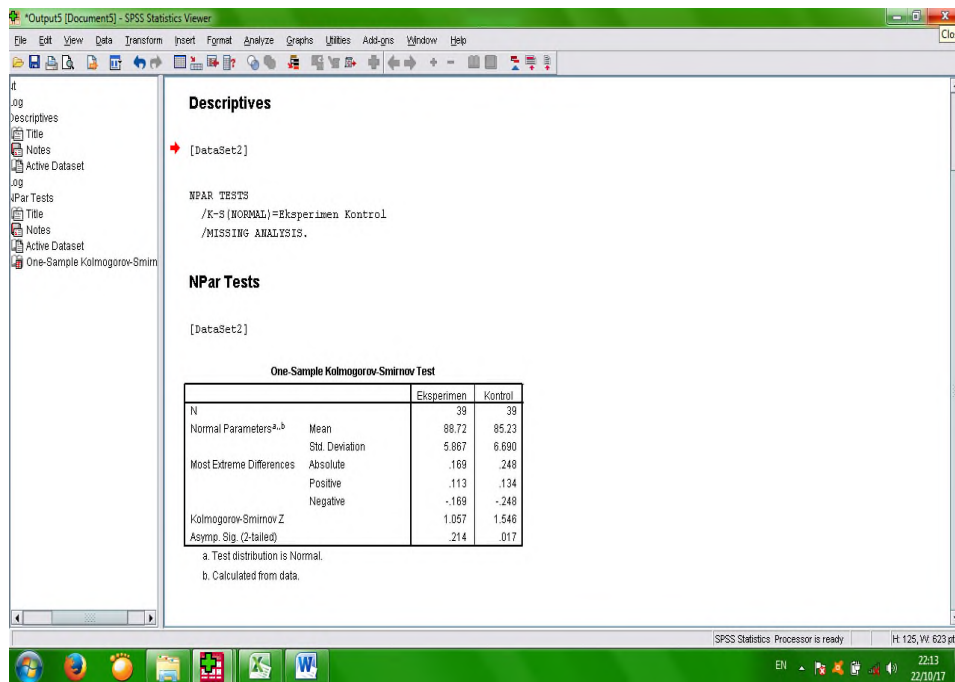 *Output5 [Document5] - SPSS Statistics Viewer
File Edit View Data Transform Insert Format Analyze Graphs Utilities Add-ons Window Help
Clo
ut
.og
Descriptives
Title
Notes
Active Dataset
.og
NPar Tests
Title
Notes
Active Dataset
One-Sample Kolmogorov-Smirn
Descriptives
[DataSet2]
NPAR TESTS
/K-S(NORMAL)=Eksperimen Kontrol
/MISSING ANALYSIS.
NPar Tests
[DataSet2]
One-Sample Kolmogorov-Smirnov Test
Eksperimen Kontrol
N 39 39
Normal Parametersa,,b Mean 88.72 85.23
Std. Deviation 5.867 6.690
Most Extreme Differences Absolute .169 .248
Positive .113 .134
Negative -.169 -.248
Kolmogorov-Smirnov Z 1.057 1.546
Asymp. Sig. (2-tailed) .214 .017
a. Test distribution is Normal.
b. Calculated from data.
SPSS Statistics Processor is ready H: 125, W: 623 pt
EN 22:13
22/10/17